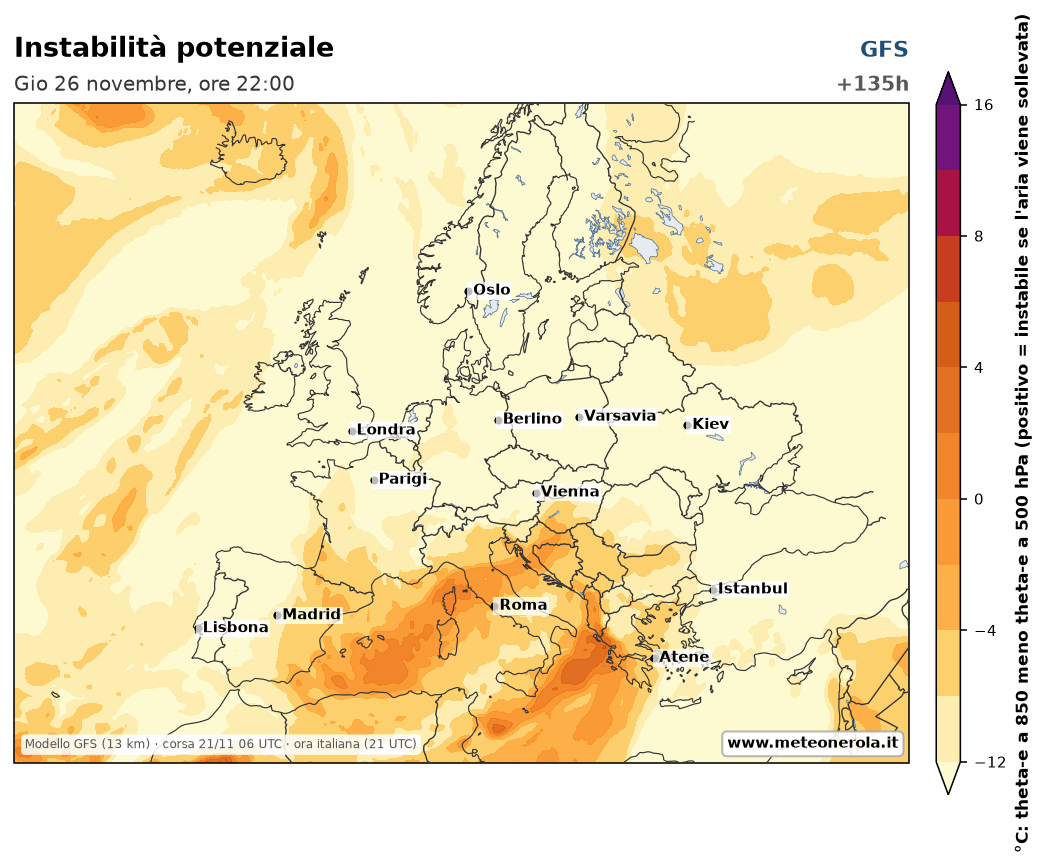 Instabilità potenziale
GFS
Gio 26 novembre, ore 22:00
+135h
Oslo
Berlino
Varsavia
Kiev
Londra
Parigi
Vienna
Istanbul
Roma
Madrid
Lisbona
Atene
Modello GFS (13 km) · corsa 21/11 06 UTC · ora italiana (21 UTC)
www.meteonerola.it
16
8
4
0
−4
−12
°C: theta-e a 850 meno theta-e a 500 hPa (positivo = instabile se l'aria viene sollevata)